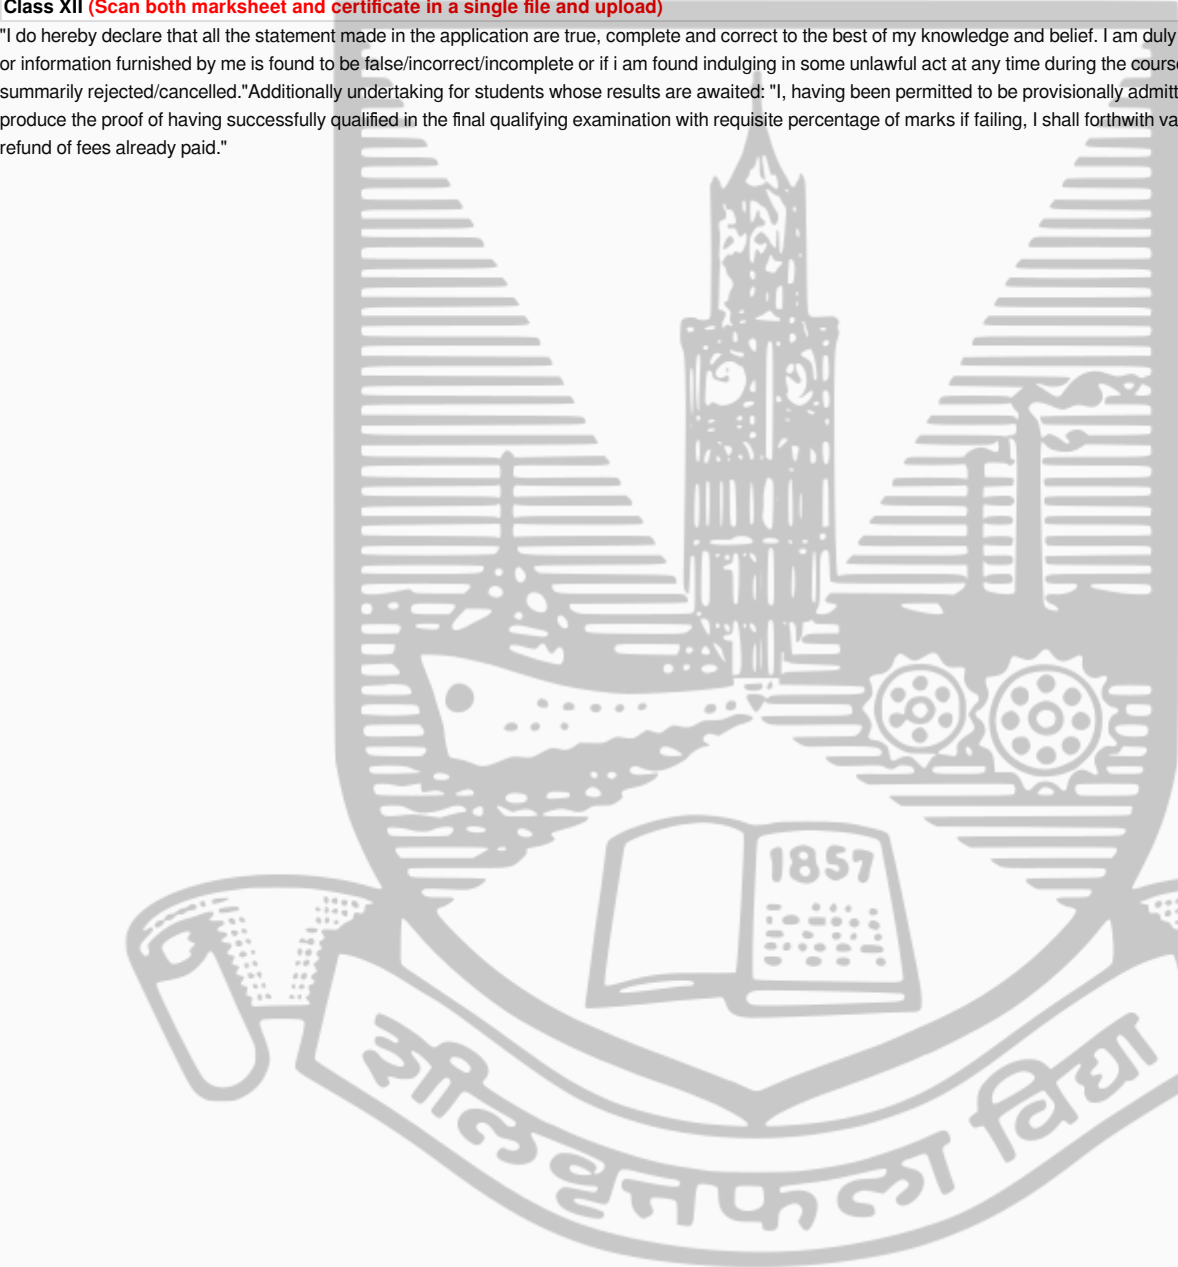 Class XII (Scan both marksheet and certificate in a single file and upload)
"I do hereby declare that all the statement made in the application are true, complete and correct to the best of my knowledge and belief. I am duly
or information furnished by me is found to be false/incorrect/incomplete or if i am found indulging in some unlawful act at any time during the course
summarily rejected/cancelled."Additionally undertaking for students whose results are awaited: "I, having been permitted to be provisionally admitt
produce the proof of having successfully qualified in the final qualifying examination with requisite percentage of marks if failing, I shall forthwith va
refund of fees already paid."
1857
शीलवृत्तफला विद्या